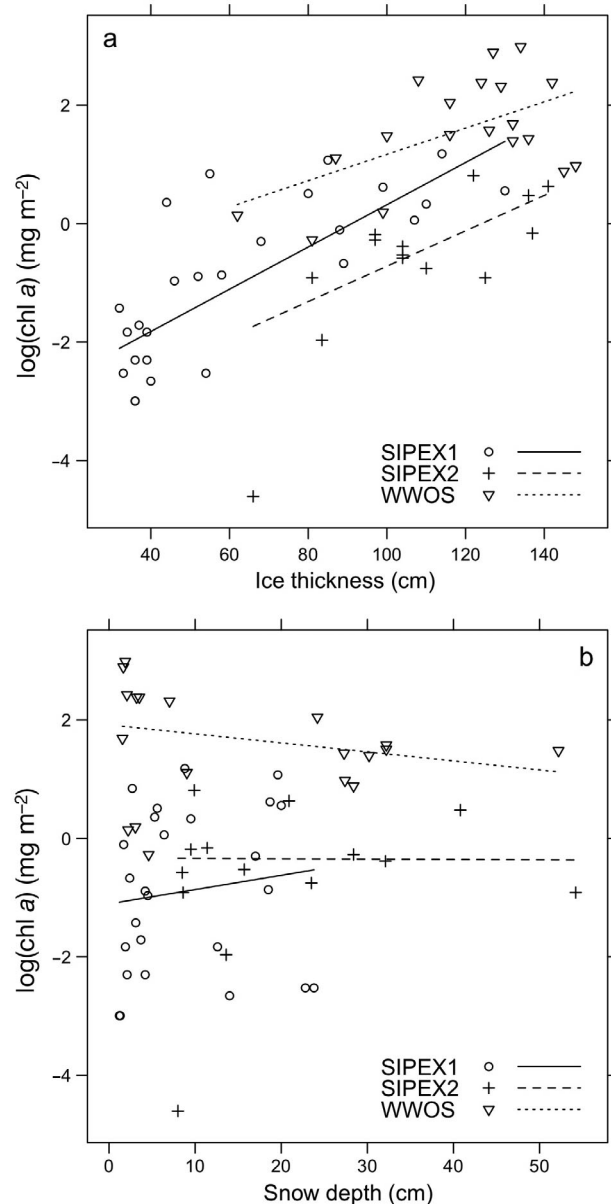 a
2
0
−2
−4
log(chl a) (mg m−2)
SIPEX1
SIPEX2
WWOS
40 60 80 100 120 140
Ice thickness (cm)
b
2
0
−2
−4
log(chl a) (mg m−2)
SIPEX1
SIPEX2
WWOS
0 10 20 30 40 50
Snow depth (cm)